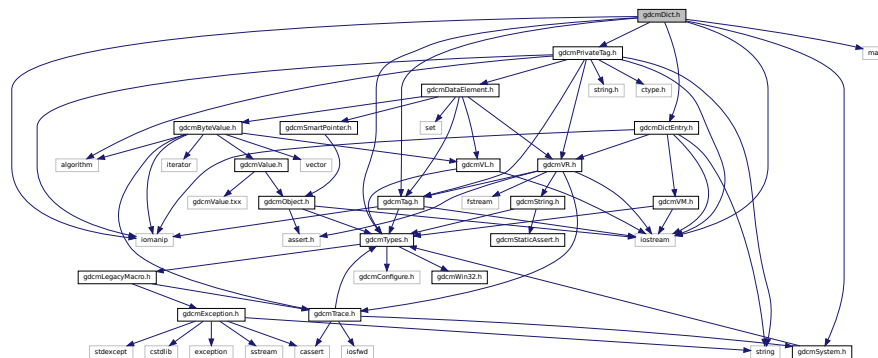 gdcmDict.h
ma
gdcmPrivateTag.h
gdcmDataElement.h
string.h
ctype.h
gdcmByteValue.h
gdcmSmartPointer.h
set
gdcmDictEntry.h
algorithm
iterator
gdcmValue.h
vector
gdcmVL.h
gdcmVR.h
gdcmValue.txx
gdcmObject.h
gdcmTag.h
fstream
gdcmString.h
gdcmVM.h
iomanip
assert.h
gdcmTypes.h
gdcmStaticAssert.h
iostream
gdcmLegacyMacro.h
gdcmConfigure.h
gdcmWin32.h
gdcmException.h
gdcmTrace.h
stdexcept
cstdlib
exception
sstream
cassert
iosfwd
string
gdcmSystem.h